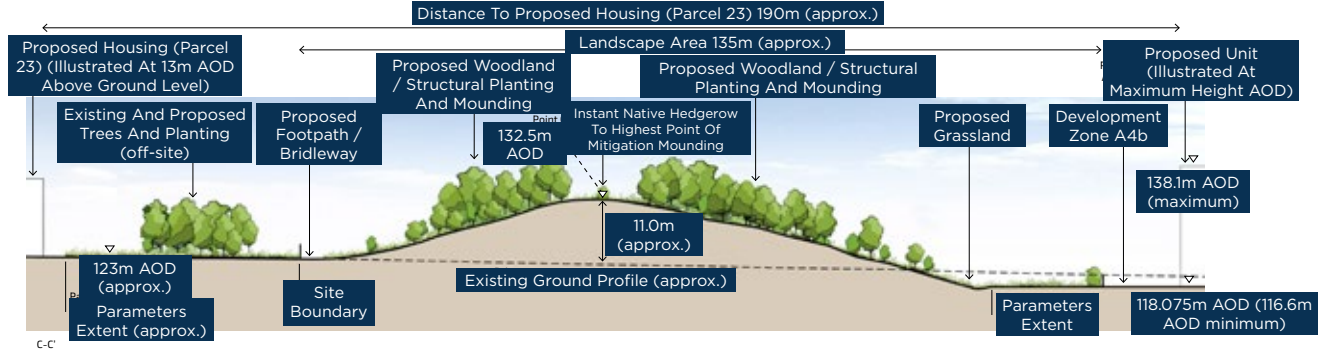 Distance To Proposed Housing (Parcel 23) 190m (approx.)
Landscape Area 135m (approx.)
Proposed Housing (Parcel
23) (Illustrated At 13m AOD
Above Ground Level)
Proposed Woodland
/ Structural Planting
And Mounding
Proposed Woodland / Structural
Planting And Mounding
Proposed Unit
(Illustrated At
Maximum Height AOD)
Existing And Proposed
Trees And Planting
(off-site)
Proposed
Footpath /
Bridleway
Point
132.5m
AOD
Instant Native Hedgerow
To Highest Point Of
Mitigation Mounding
Proposed
Grassland
Development
Zone A4b
138.1m AOD
(maximum)
11.0m
(approx.)
123m AOD
(approx.)
Existing Ground Profile (approx.)
Parameters
Extent (approx.)
Site
Boundary
Parameters
Extent
118.075m AOD (116.6m
AOD minimum)
C-C'